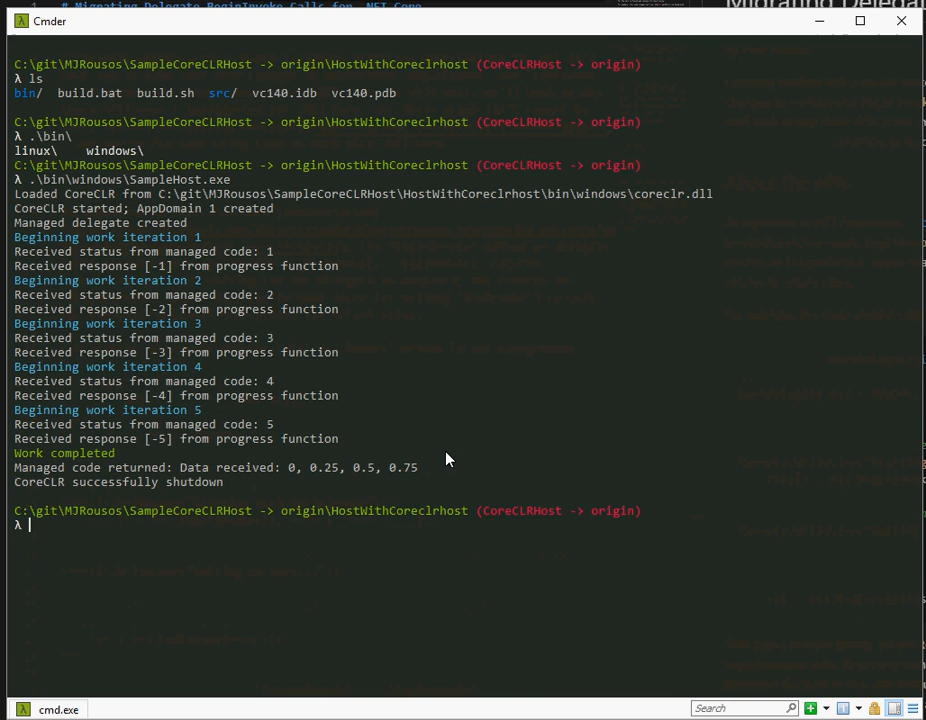 # Migrating Delegate BeginInvoke Calls for .NET Core
Cmder
C:\git\MJRousos\SampleCoreCLRHost -> origin\HostWithCoreclrhost (CoreCLRHost -> origin)
λ ls
bin/ build.bat build.sh src/ vc140.idb vc140.pdb
C:\git\MJRousos\SampleCoreCLRHost -> origin\HostWithCoreclrhost (CoreCLRHost -> origin)
λ .\bin\
linux\ windows\
C:\git\MJRousos\SampleCoreCLRHost -> origin\HostWithCoreclrhost (CoreCLRHost -> origin)
λ .\bin\windows\SampleHost.exe
Loaded CoreCLR from C:\git\MJRousos\SampleCoreCLRHost\HostWithCoreclrhost\bin\windows\coreclr.dll
CoreCLR started; AppDomain 1 created
Managed delegate created
Beginning work iteration 1
Received status from managed code: 1
Received response [-1] from progress function
Beginning work iteration 2
Received status from managed code: 2
Received response [-2] from progress function
Beginning work iteration 3
Received status from managed code: 3
Received response [-3] from progress function
Beginning work iteration 4
Received status from managed code: 4
Received response [-4] from progress function
Beginning work iteration 5
Received status from managed code: 5
Received response [-5] from progress function
Work completed
Managed code returned: Data received: 0, 0.25, 0.5, 0.75
CoreCLR successfully shutdown
C:\git\MJRousos\SampleCoreCLRHost -> origin\HostWithCoreclrhost (CoreCLRHost -> origin)
λ
cmd.exe
Search